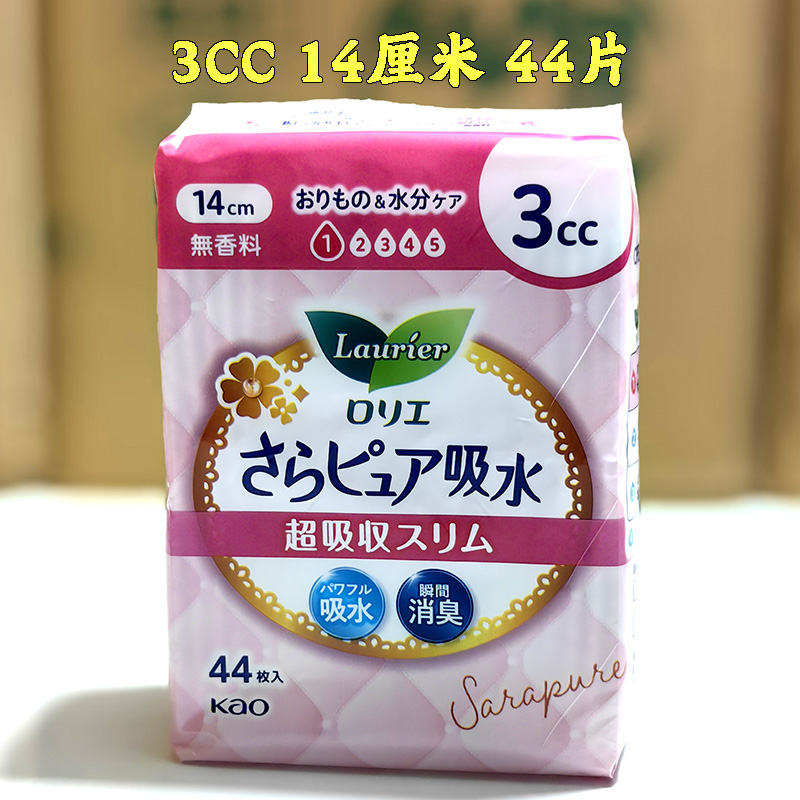 3CC 14厘米 44片
14cm
無香料
おりもの&水分ケア
1 2 3 4 5
3cc
Laurier
ロリエ
さらピュア吸水
超吸収スリム
パワフル
吸水
瞬間
消臭
44枚入
Kao
Sarapure